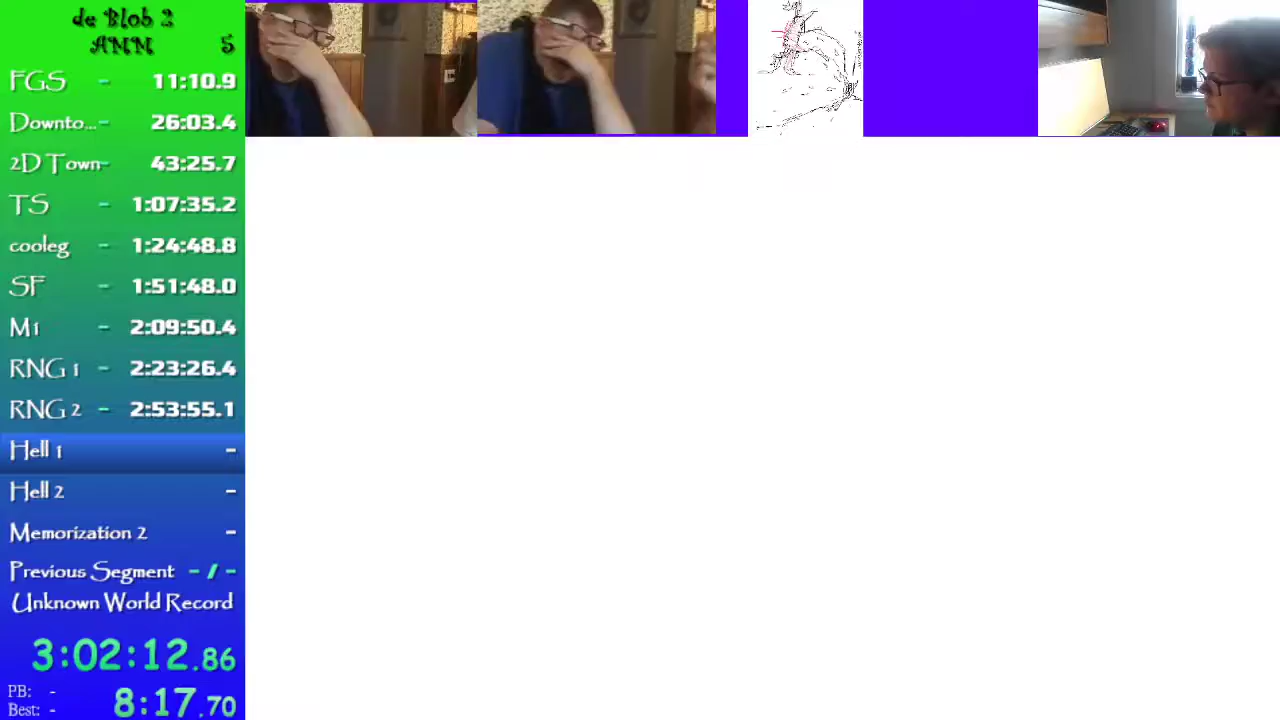 de Blob 2
ANN 5
FGS - 11:10.9
Downto... - 26:03.4
2D Town - 43:25.7
TS - 1:07:35.2
cooleg - 1:24:48.8
SF - 1:51:48.0
M1 - 2:09:50.4
RNG 1 - 2:23:26.4
RNG 2 - 2:53:55.1
Hell 1 -
Hell 2 -
Memorization 2 -
Previous Segment - / -
Unknown World Record
3:02:12.86
PB: -
Best: - 8:17.70